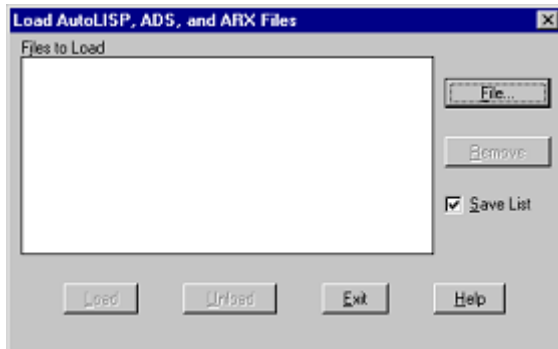 Load AutoLISP, ADS, and ARX Files
Files to Load
File...
Remove
Save List
Load Unload Exit Help